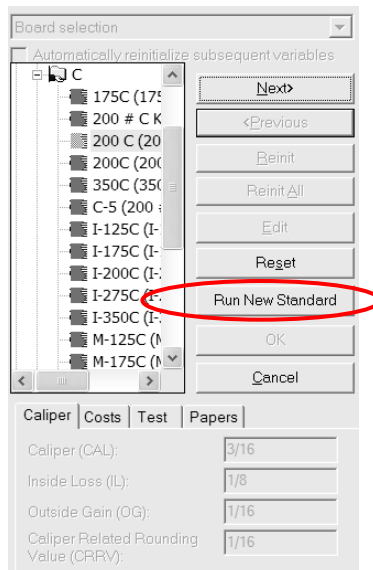 Board selection
Automatically reinitialize subsequent variables
C
175C (175
200 # C K
200 C (20
200C (200
350C (350
C-5 (200 #
I-125C (I-
I-175C (I-
I-200C (I-
I-275C (I-
I-350C (I-
M-125C (M
M-175C (M
Next>
<Previous
Reinit
Reinit All
Edit
Reset
Run New Standard
OK
Cancel
Caliper Costs Test Papers
Caliper (CAL): 3/16
Inside Loss (IL): 1/8
Outside Gain (OG): 1/16
Caliper Related Rounding
Value (CRRV): 1/16